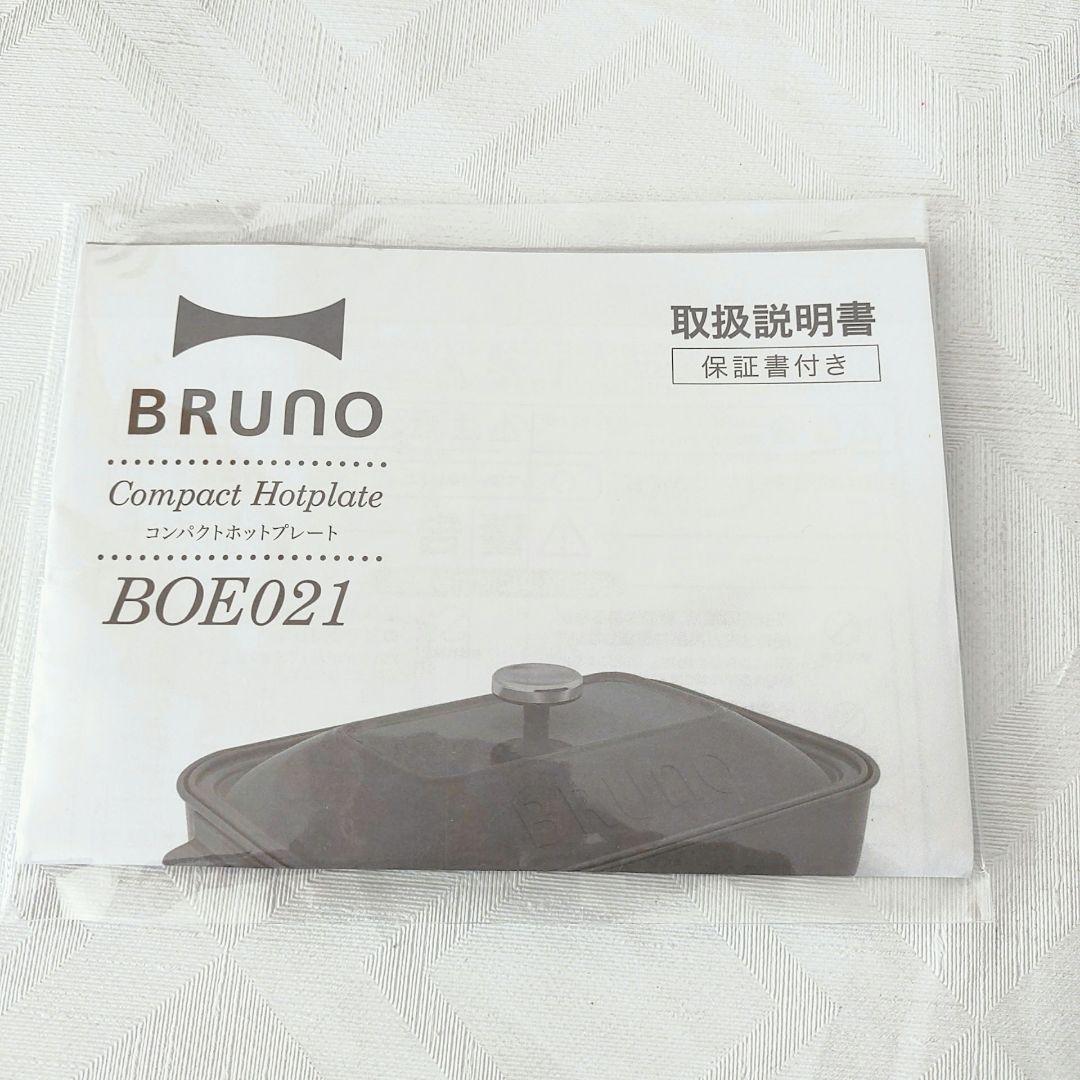 BRUNO
Compact Hotplate
コンパクトホットプレート
BOE021
取扱説明書
保証書付き
BRUNO